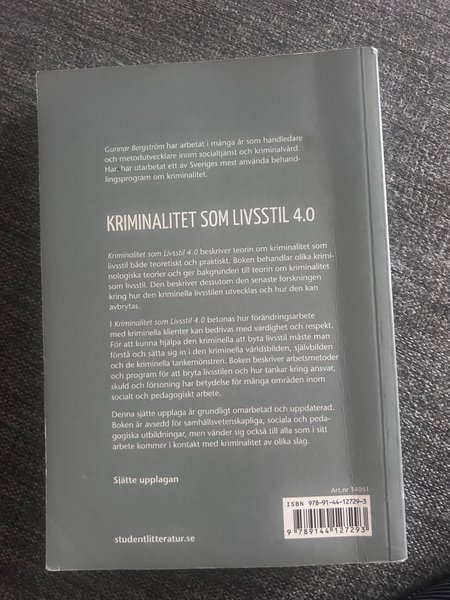 Gunnar Bergström har arbetat i många år som handledare
och metodutvecklare inom socialtjänst och kriminalvård.
Han har utarbetat ett av Sveriges mest använda behand-
lingsprogram om kriminalitet.
KRIMINALITET SOM LIVSSTIL 4.0
Kriminalitet som Livsstil 4.0 beskriver teorin om kriminalitet som
livsstil både teoretiskt och praktiskt. Boken behandlar olika krimi-
nologiska teorier och ger bakgrunden till teorin om kriminalitet
som livsstil. Den beskriver dessutom den senaste forskningen
kring hur den kriminella livsstilen utvecklas och hur den kan
avbrytas.
I Kriminalitet som Livsstil 4.0 betonas hur förändringsarbete
med kriminella klienter kan bedrivas med värdighet och respekt.
För att kunna hjälpa den kriminella att byta livsstil måste man
förstå och sätta sig in i den kriminella världsbilden, självbilden
och de kriminella tankemönstren. Boken beskriver arbetsmetoder
och program för att bryta livsstilen och hur tankar kring ansvar,
skuld och försoning har betydelse för många områden inom
socialt och pedagogiskt arbete.
Denna sjätte upplaga är grundligt omarbetad och uppdaterad.
Boken är avsedd för samhällsvetenskapliga, sociala och peda-
gogiska utbildningar, men vänder sig också till alla som i sitt
arbete kommer i kontakt med kriminalitet av olika slag.
Sjätte upplagan
Art.nr 34051
ISBN 978-91-44-12729-3
9 789144 127293
studentlitteratur.se